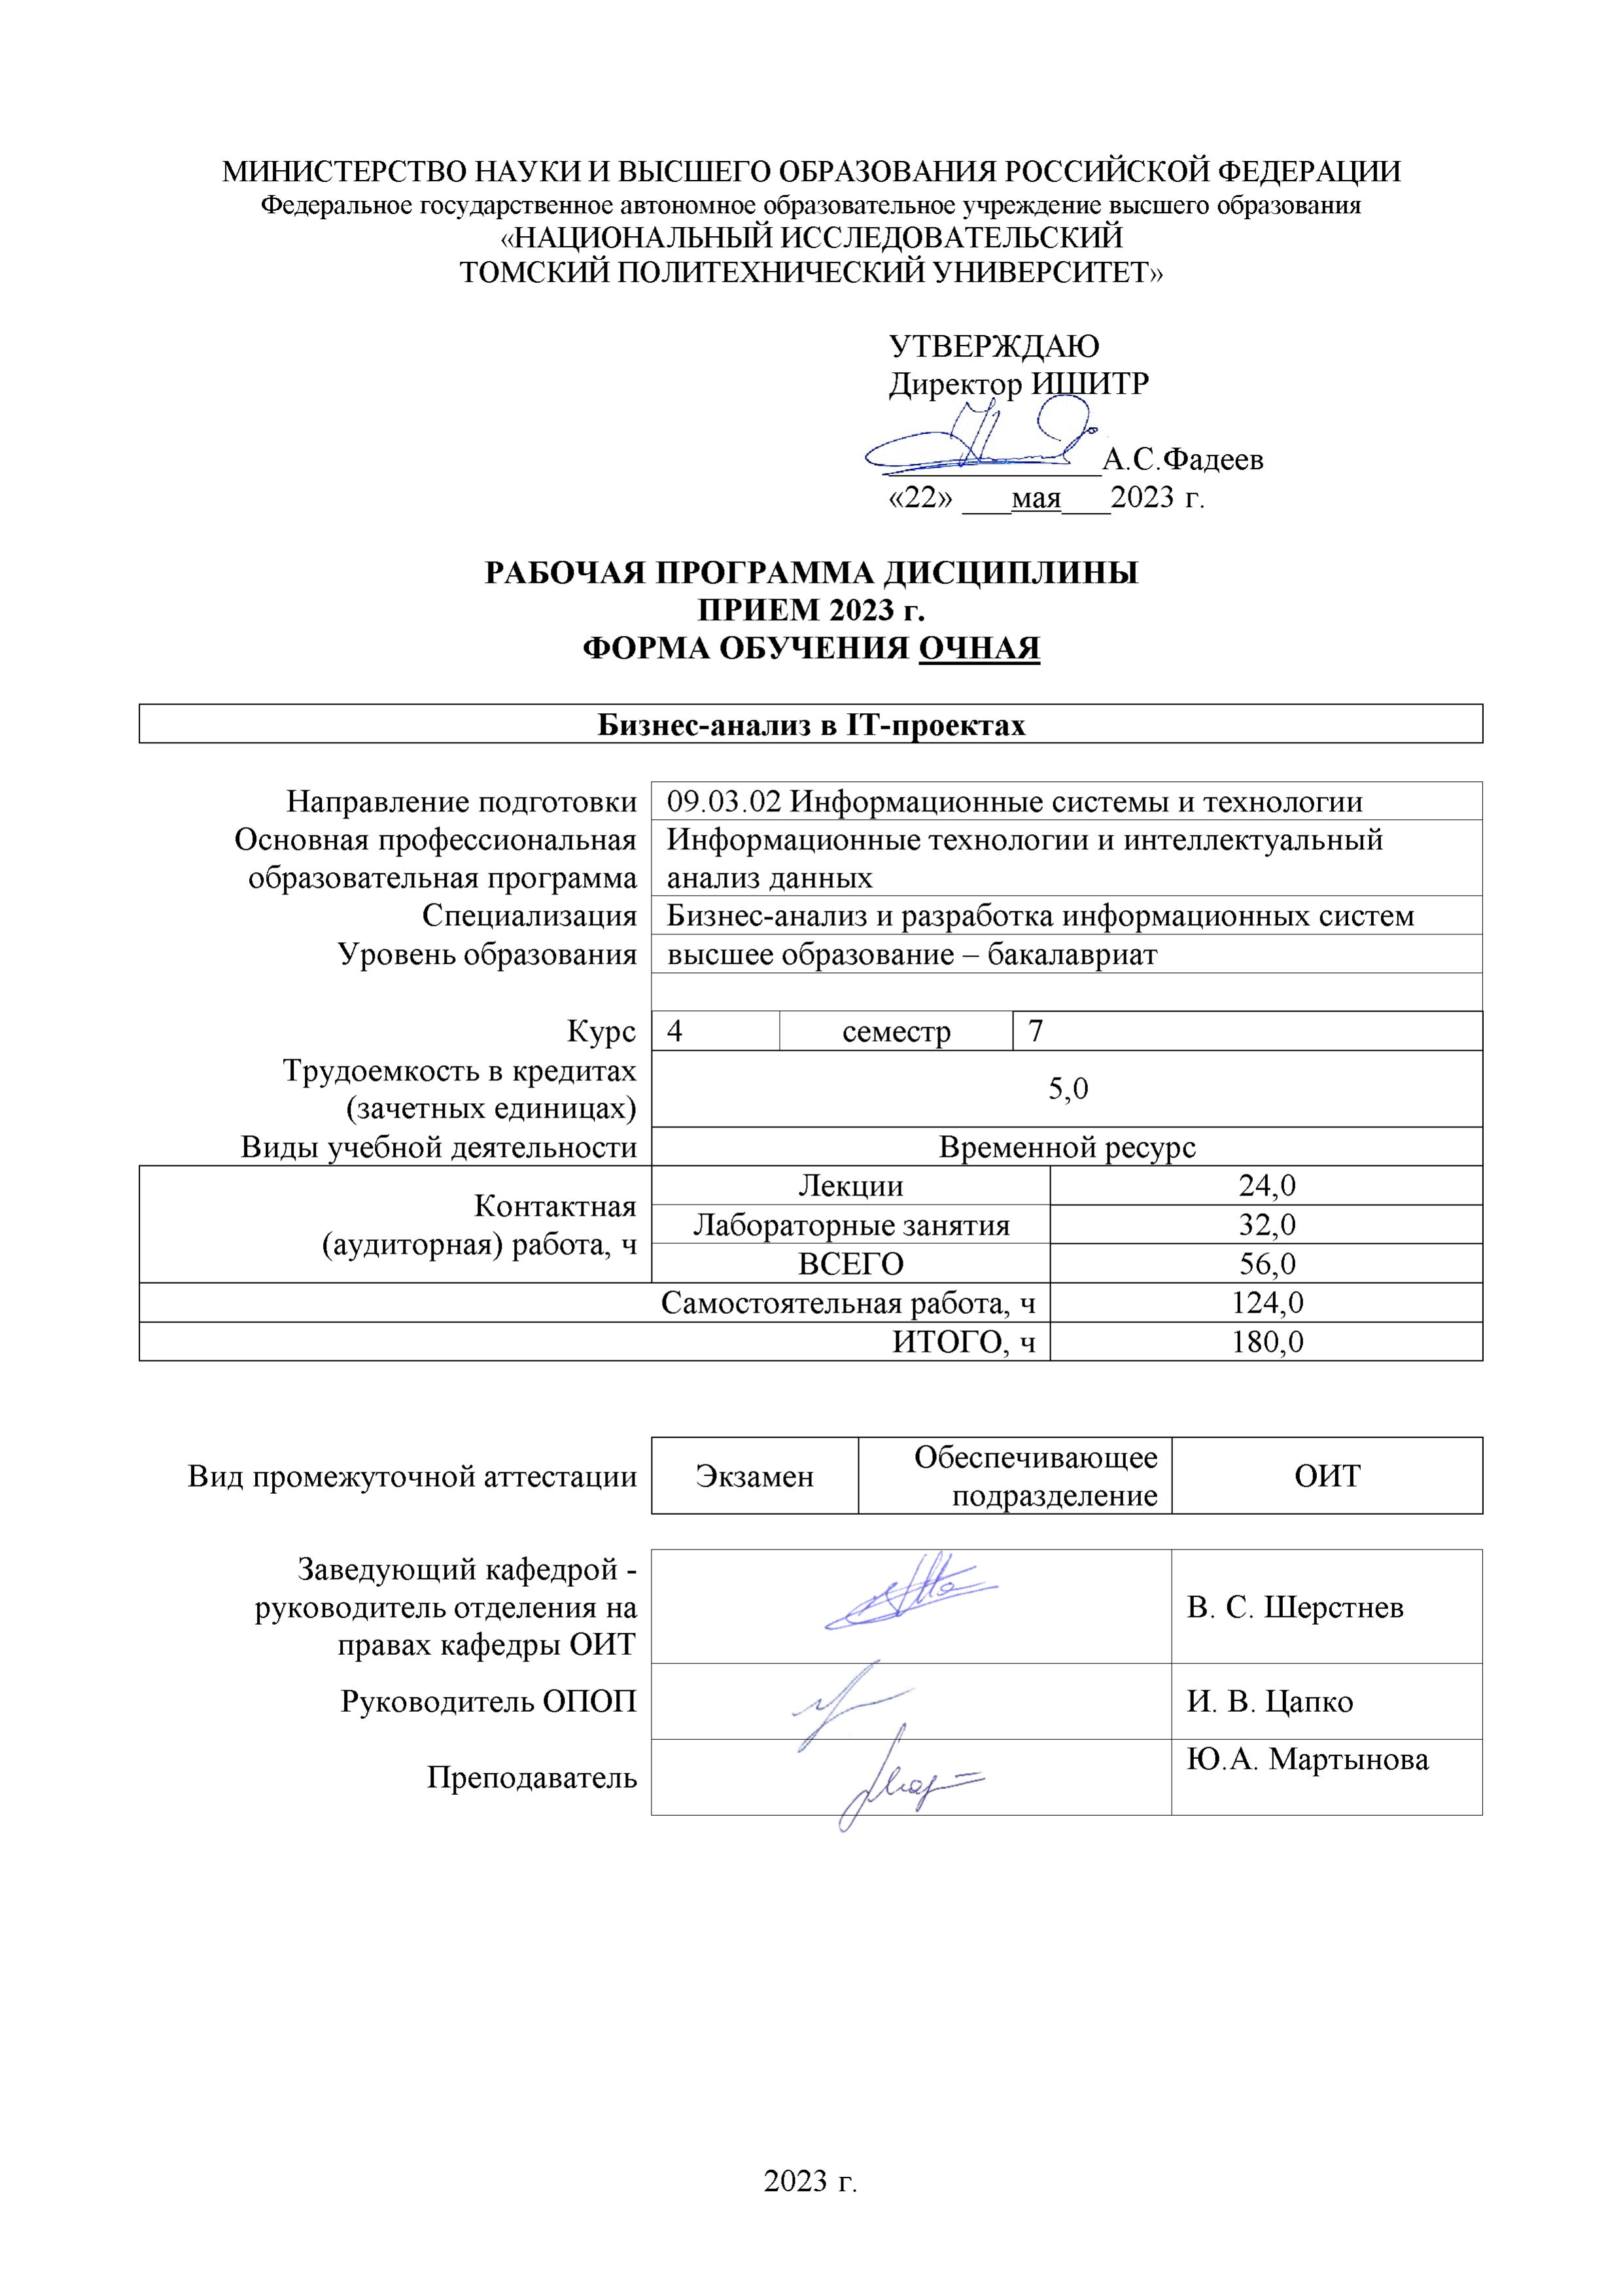 МИНИСТЕРСТВО НАУКИ И ВЫСШЕГО ОБРАЗОВАНИЯ РОССИЙСКОЙ ФЕДЕРАЦИИ
Федеральное государственное автономное образовательное учреждение высшего образования
«НАЦИОНАЛЬНЫЙ ИССЛЕДОВАТЕЛЬСКИЙ
ТОМСКИЙ ПОЛИТЕХНИЧЕСКИЙ УНИВЕРСИТЕТ»
УТВЕРЖДАЮ
Директор ИШИТР
_____________А.С.Фадеев
«22» ___мая___2023 г.
РАБОЧАЯ ПРОГРАММА ДИСЦИПЛИНЫ
ПРИЕМ 2023 г.
ФОРМА ОБУЧЕНИЯ ОЧНАЯ
Бизнес-анализ в IT-проектах
Направление подготовки 09.03.02 Информационные системы и технологии
Основная профессиональная Информационные технологии и интеллектуальный
образовательная программа анализ данных
Специализация Бизнес-анализ и разработка информационных систем
Уровень образования высшее образование – бакалавриат
Курс 4 семестр 7
Трудоемкость в кредитах
(зачетных единицах) 5,0
Виды учебной деятельности Временной ресурс
Контактная
(аудиторная) работа, ч
Лекции 24,0
Лабораторные занятия 32,0
ВСЕГО 56,0
Самостоятельная работа, ч 124,0
ИТОГО, ч 180,0
Вид промежуточной аттестации Экзамен Обеспечивающее
подразделение ОИТ
Заведующий кафедрой -
руководитель отделения на
правах кафедры ОИТ В. С. Шерстнев
Руководитель ОПОП И. В. Цапко
Преподаватель Ю.А. Мартынова
2023 г.